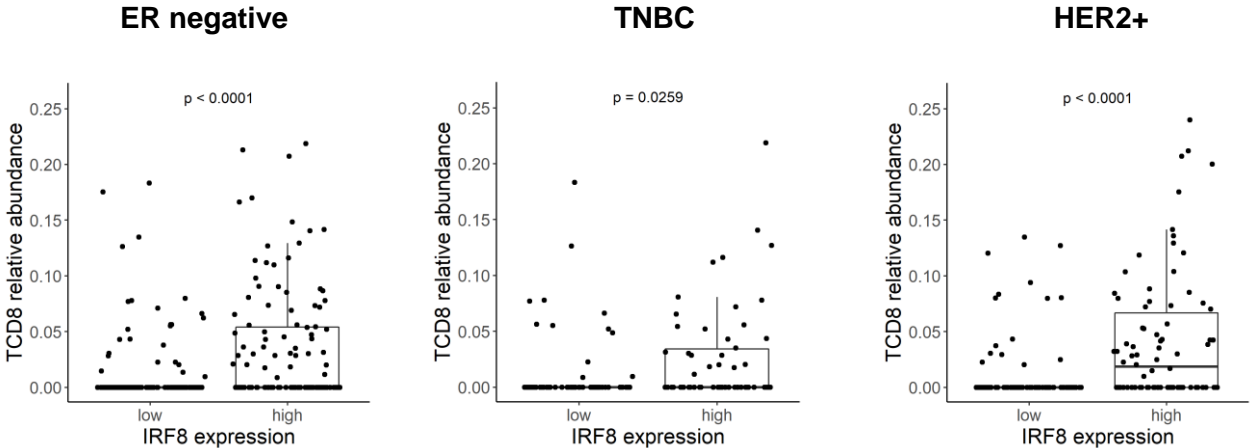 ER negative
TNBC
HER2+
p < 0.0001
0.25
0.20
0.15
0.10
0.05
0.00
TCD8 relative abundance
low
high
IRF8 expression
p = 0.0259
0.25
0.20
0.15
0.10
0.05
0.00
TCD8 relative abundance
low
high
IRF8 expression
p < 0.0001
0.25
0.20
0.15
0.10
0.05
0.00
TCD8 relative abundance
low
high
IRF8 expression